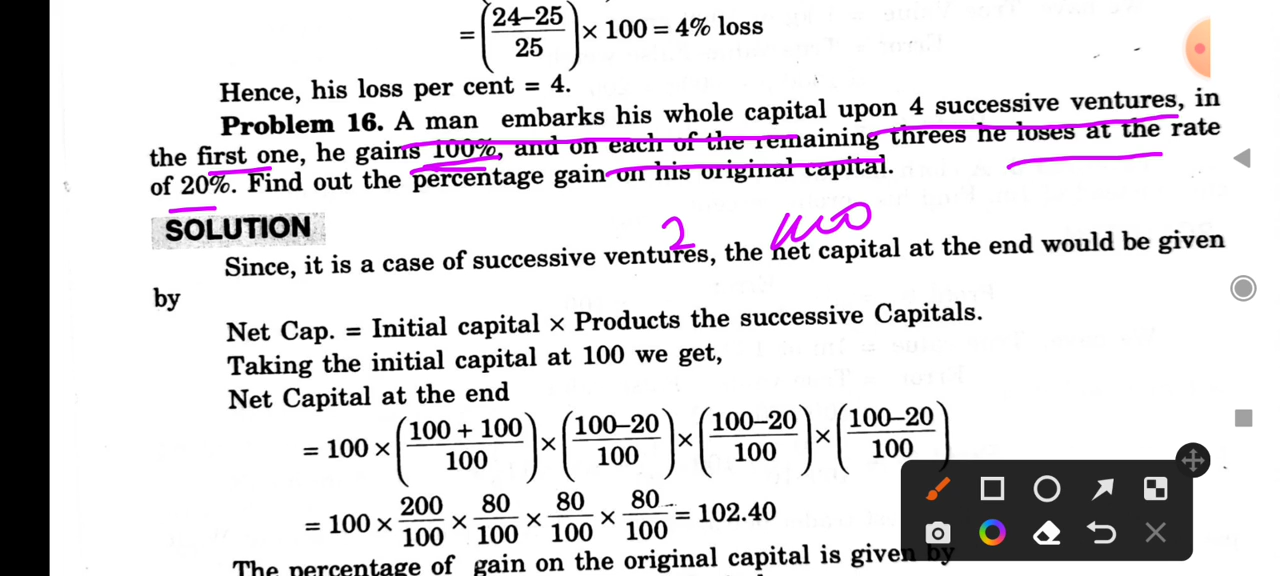 = (24–25/25) × 100 = 4% loss
Hence, his loss per cent = 4.
Problem 16. A man embarks his whole capital upon 4 successive ventures, in
the first one, he gains 100%, and on each of the remaining threes he loses at the rate
of 20%. Find out the percentage gain on his original capital.
SOLUTION
2
Since, it is a case of successive ventures, the net capital at the end would be given
by
Net Cap. = Initial capital × Products the successive Capitals.
Taking the initial capital at 100 we get,
Net Capital at the end
= 100 × (100 + 100/100) × (100–20/100) × (100–20/100) × (100–20/100)
= 100 × 200/100 × 80/100 × 80/100 × 80/100 = 102.40
The percentage of gain on the original capital is given by